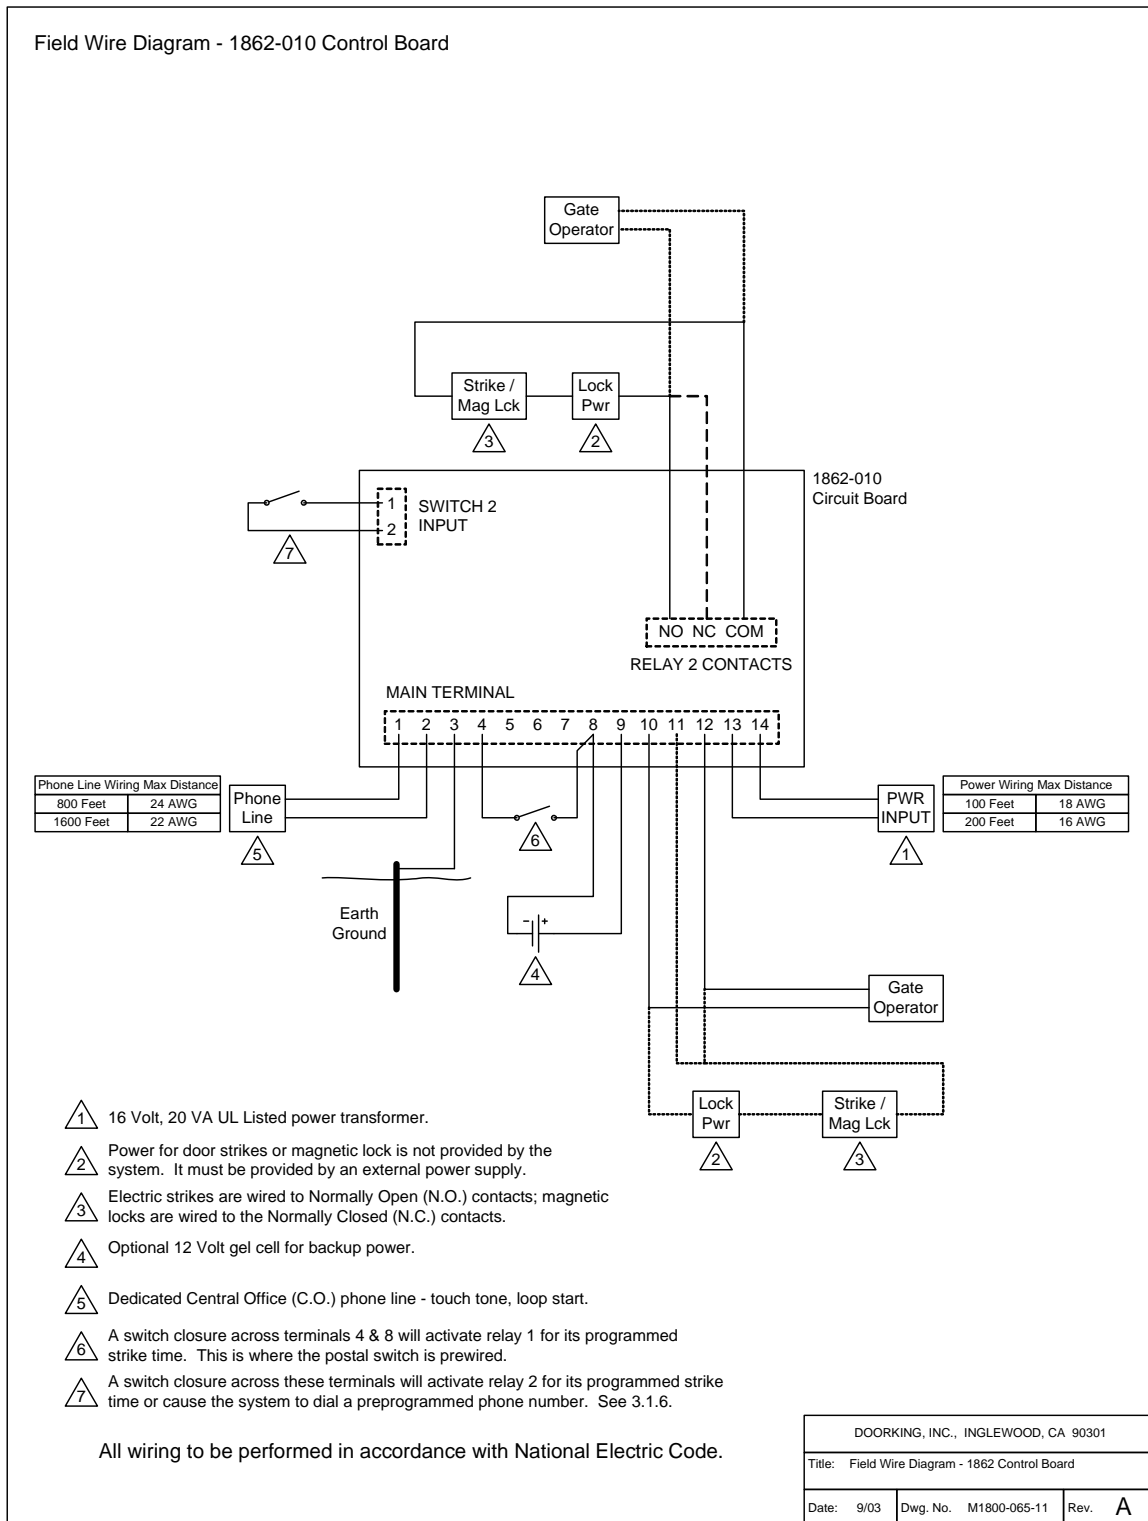 Field Wire Diagram - 1862-010 Control Board
Gate
Operator
Strike /
Mag Lck
3
Lock
Pwr
2
1862-010
Circuit Board
1
2
SWITCH 2
INPUT
7
NO NC COM
RELAY 2 CONTACTS
MAIN TERMINAL
1 2 3 4 5 6 7 8 9 10 11 12 13 14
Phone Line Wiring Max Distance
800 Feet 24 AWG
1600 Feet 22 AWG
Phone
Line
5
6
PWR
INPUT
1
Power Wiring Max Distance
100 Feet 18 AWG
200 Feet 16 AWG
Earth
Ground
- +
4
Gate
Operator
Lock
Pwr
2
Strike /
Mag Lck
3
1 16 Volt, 20 VA UL Listed power transformer.
2 Power for door strikes or magnetic lock is not provided by the
system. It must be provided by an external power supply.
3 Electric strikes are wired to Normally Open (N.O.) contacts; magnetic
locks are wired to the Normally Closed (N.C.) contacts.
4 Optional 12 Volt gel cell for backup power.
5 Dedicated Central Office (C.O.) phone line - touch tone, loop start.
6 A switch closure across terminals 4 & 8 will activate relay 1 for its programmed
strike time. This is where the postal switch is prewired.
7 A switch closure across these terminals will activate relay 2 for its programmed strike
time or cause the system to dial a preprogrammed phone number. See 3.1.6.
All wiring to be performed in accordance with National Electric Code.
DOORKING, INC., INGLEWOOD, CA 90301
Title: Field Wire Diagram - 1862 Control Board
Date: 9/03 Dwg. No. M1800-065-11 Rev. A